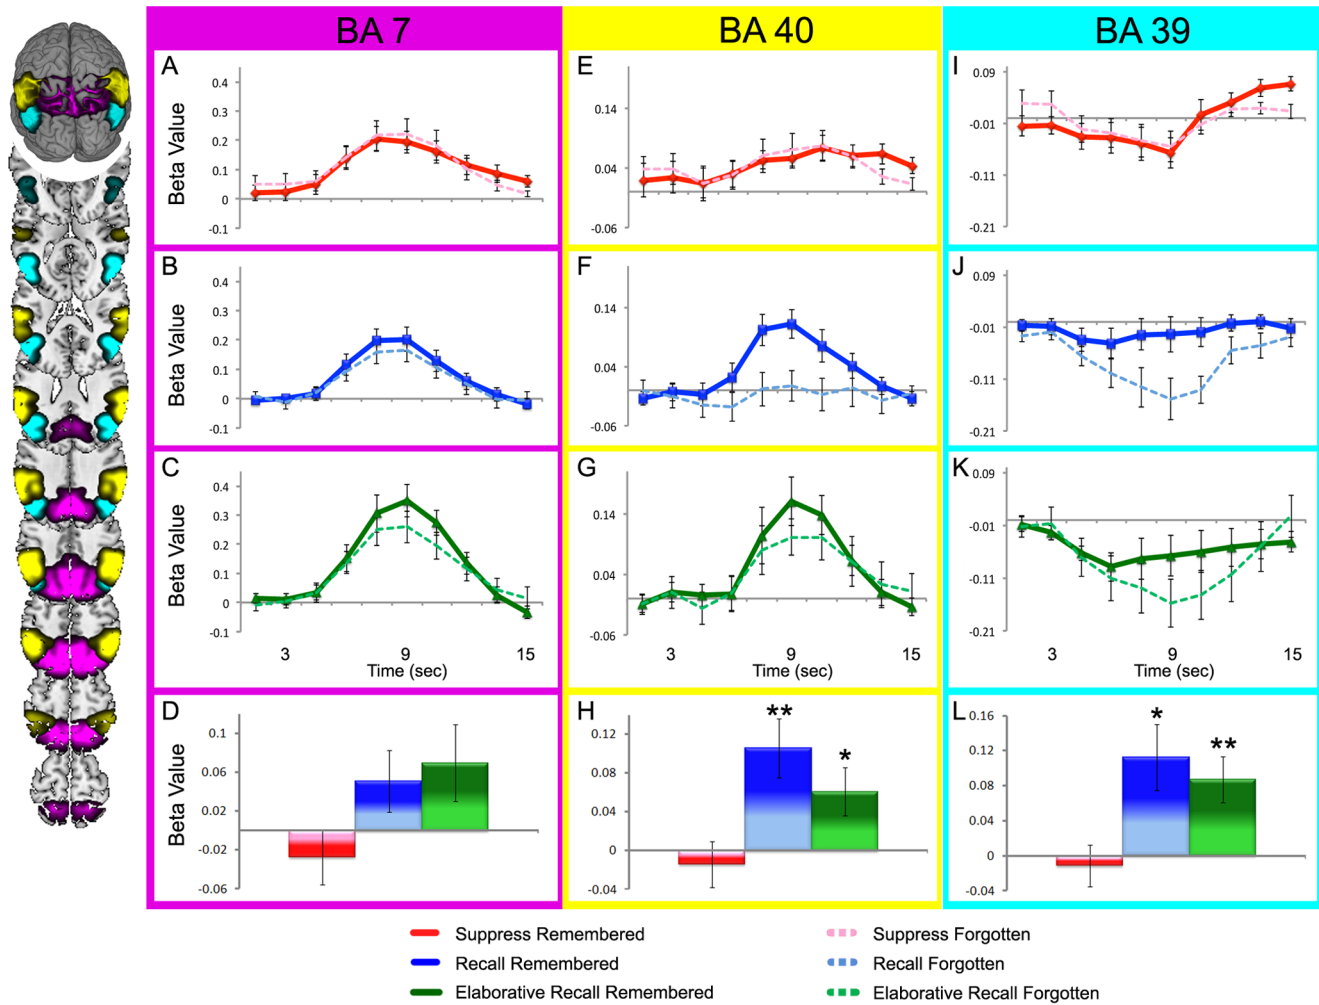 BA 7
BA 40
BA 39
A
0.4
0.3
0.2
0.1
0
-0.1
Beta Value
E
0.14
0.04
-0.06
I
0.09
-0.01
-0.11
-0.21
B
0.4
0.3
0.2
0.1
0
-0.1
Beta Value
F
0.14
0.04
-0.06
J
0.09
-0.01
-0.11
-0.21
C
0.4
0.3
0.2
0.1
0
-0.1
Beta Value
3 9 15
Time (sec)
G
0.14
0.04
-0.06
3 9 15
Time (sec)
K
0.09
-0.01
-0.11
-0.21
3 9 15
Time (sec)
D
0.1
0.06
0.02
-0.02
-0.06
Beta Value
H
0.12
0.08
0.04
0
-0.04
** *
L
0.16
0.12
0.08
0.04
0
-0.04
* **
Suppress Remembered
Suppress Forgotten
Recall Remembered
Recall Forgotten
Elaborative Recall Remembered
Elaborative Recall Forgotten